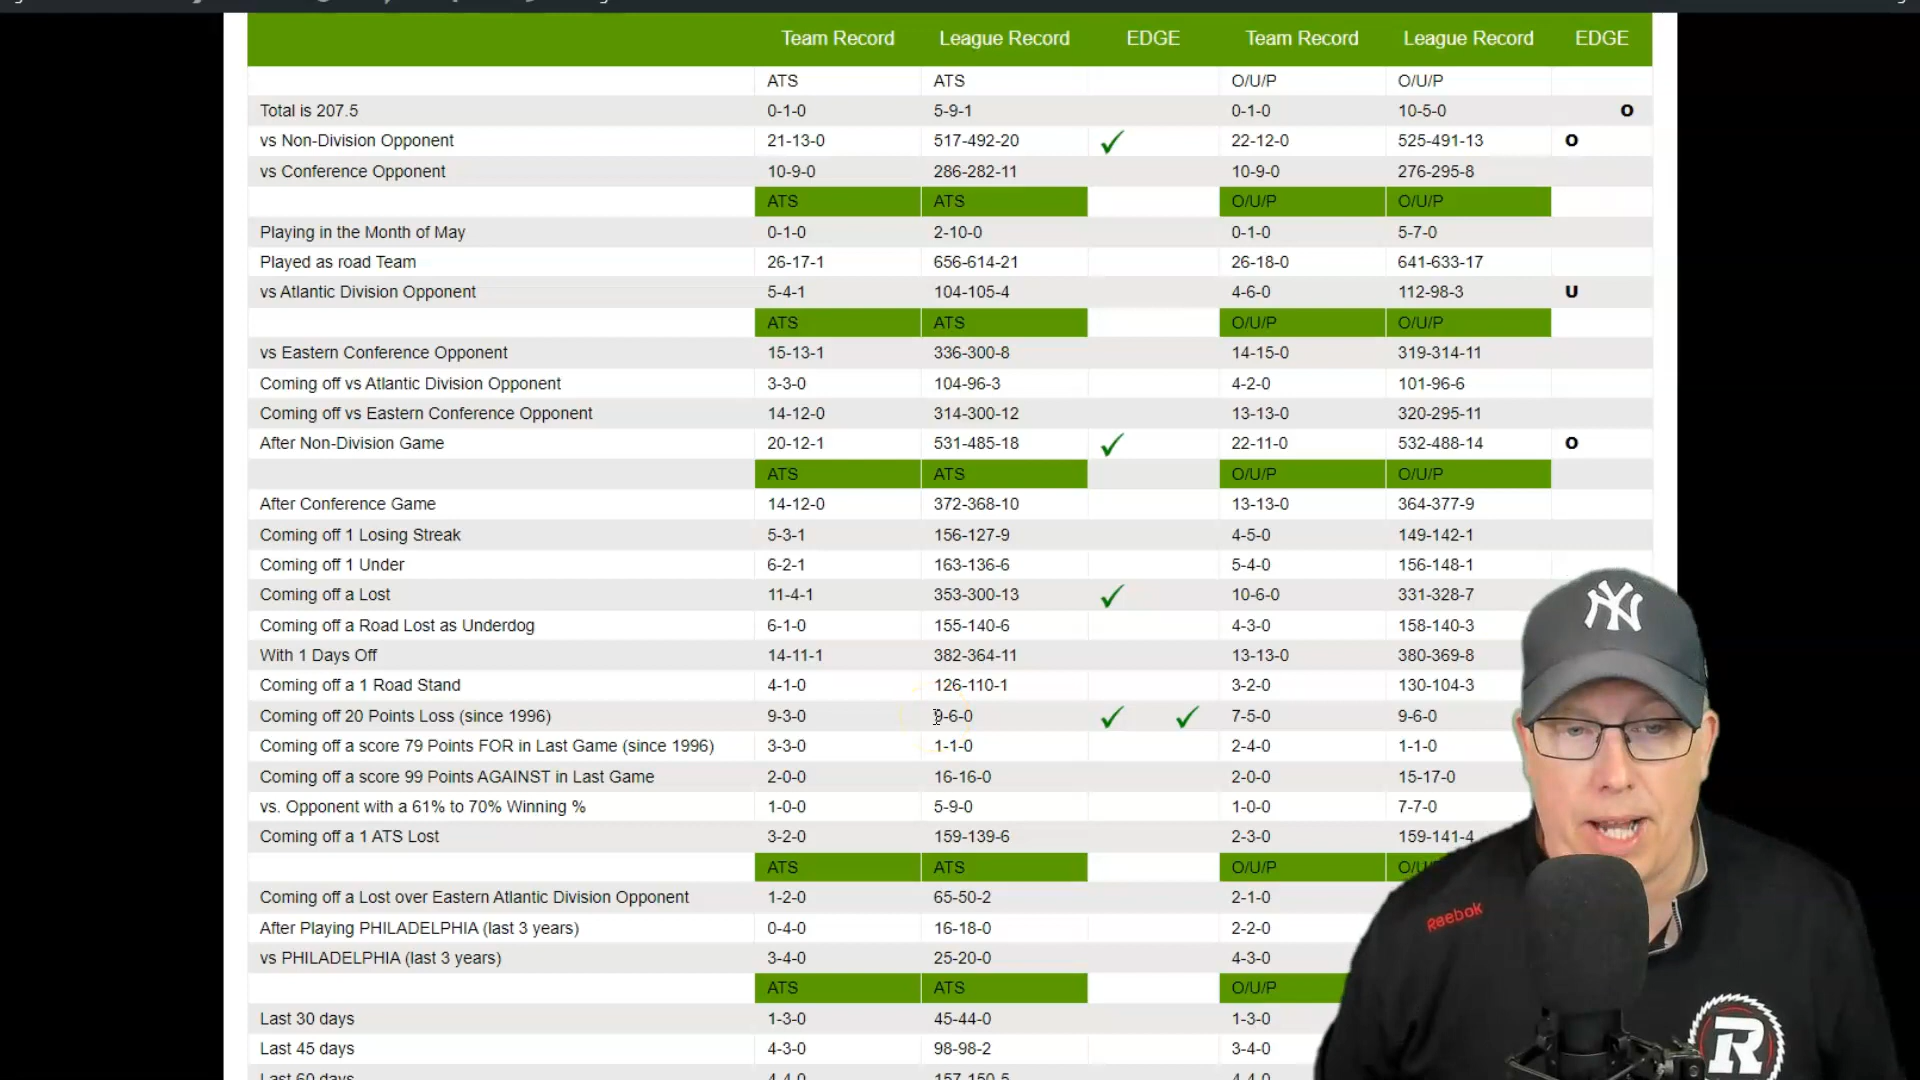 Team Record League Record EDGE Team Record League Record EDGE
ATS ATS O/U/P O/U/P
Total is 207.5 0-1-0 5-9-1 0-1-0 10-5-0 O
vs Non-Division Opponent 21-13-0 517-492-20 22-12-0 525-491-13 O
vs Conference Opponent 10-9-0 286-282-11 10-9-0 276-295-8
ATS ATS O/U/P O/U/P
Playing in the Month of May 0-1-0 2-10-0 0-1-0 5-7-0
Played as road Team 26-17-1 656-614-21 26-18-0 641-633-17
vs Atlantic Division Opponent 5-4-1 104-105-4 4-6-0 112-98-3 U
ATS ATS O/U/P O/U/P
vs Eastern Conference Opponent 15-13-1 336-300-8 14-15-0 319-314-11
Coming off vs Atlantic Division Opponent 3-3-0 104-96-3 4-2-0 101-96-6
Coming off vs Eastern Conference Opponent 14-12-0 314-300-12 13-13-0 320-295-11
After Non-Division Game 20-12-1 531-485-18 22-11-0 532-488-14 O
ATS ATS O/U/P O/U/P
After Conference Game 14-12-0 372-368-10 13-13-0 364-377-9
Coming off 1 Losing Streak 5-3-1 156-127-9 4-5-0 149-142-1
Coming off 1 Under 6-2-1 163-136-6 5-4-0 156-148-1
Coming off a Lost 11-4-1 353-300-13 10-6-0 331-328-7
Coming off a Road Lost as Underdog 6-1-0 155-140-6 4-3-0 158-140-3
With 1 Days Off 14-11-1 382-364-11 13-13-0 380-369-8
Coming off a 1 Road Stand 4-1-0 126-110-1 3-2-0 130-104-3
Coming off 20 Points Loss (since 1996) 9-3-0 9-6-0 7-5-0 9-6-0
Coming off a score 79 Points FOR in Last Game (since 1996) 3-3-0 1-1-0 2-4-0 1-1-0
Coming off a score 99 Points AGAINST in Last Game 2-0-0 16-16-0 2-0-0 15-17-0
vs. Opponent with a 61% to 70% Winning % 1-0-0 5-9-0 1-0-0 7-7-0
Coming off a 1 ATS Lost 3-2-0 159-139-6 2-3-0 159-141-4
ATS ATS O/U/P O/U
Coming off a Lost over Eastern Atlantic Division Opponent 1-2-0 65-50-2 2-1-0
After Playing PHILADELPHIA (last 3 years) 0-4-0 16-18-0 2-2-0
vs PHILADELPHIA (last 3 years) 3-4-0 25-20-0 4-3-0
ATS ATS O/U/P
Last 30 days 1-3-0 45-44-0 1-3-0
Last 45 days 4-3-0 98-98-2 3-4-0
Last 60 days 4-4-0 157-150-5 4-4-0
NY
Reebok
R